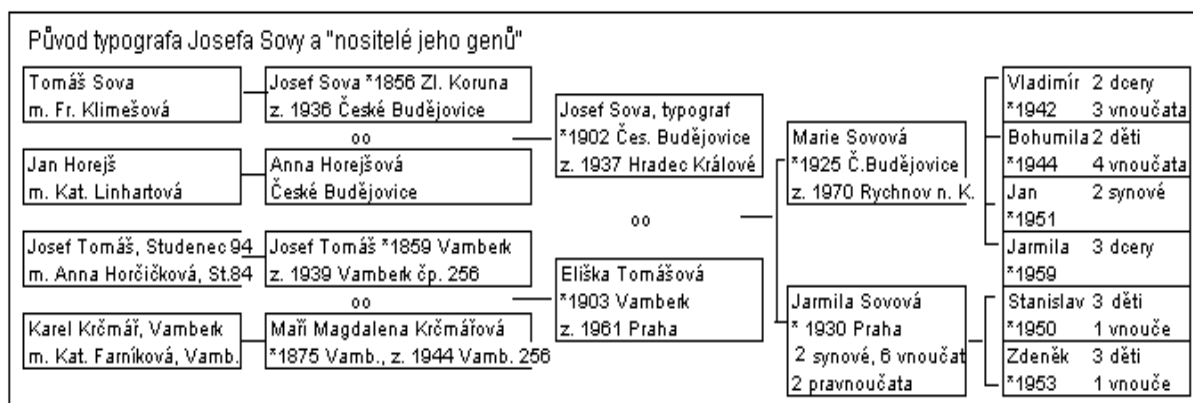 Původ typografa Josefa Sovy a "nositelé jeho genů"
Tomáš Sova
m. Fr. Klimešová
Jan Horejš
m. Kat. Linhartová
Josef Tomáš, Studenec 94
m. Anna Horčičková, St.84
Karel Krčmář, Vamberk
m. Kat. Farníková, Vamb.
Josef Sova *1856 Zl. Koruna
z. 1936 České Budějovice
oo
Anna Horejšová
České Budějovice
Josef Tomáš *1859 Vamberk
z. 1939 Vamberk čp. 256
oo
Maří Magdalena Krčmářová
*1875 Vamb., z. 1944 Vamb. 256
Josef Sova, typograf
*1902 Čes. Budějovice
z. 1937 Hradec Králové
oo
Eliška Tomášová
*1903 Vamberk
z. 1961 Praha
Marie Sovová
*1925 Č.Budějovice
z. 1970 Rychnov n. K.
Jarmila Sovová
* 1930 Praha
2 synové, 6 vnoučat
2 pravnoučata
Vladimír 2 dcery
*1942 3 vnoučata
Bohumila 2 děti
*1944 4 vnoučata
Jan 2 synové
*1951
Jarmila 3 dcery
*1959
Stanislav 3 děti
*1950 1 vnouče
Zdeněk 3 děti
*1953 1 vnouče